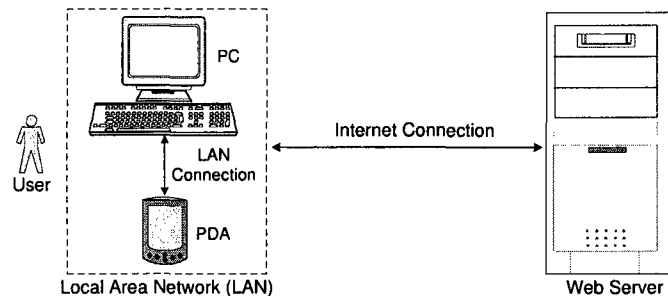 PC
Internet Connection
LAN
Connection
User
PDA
Local Area Network (LAN)
Web Server